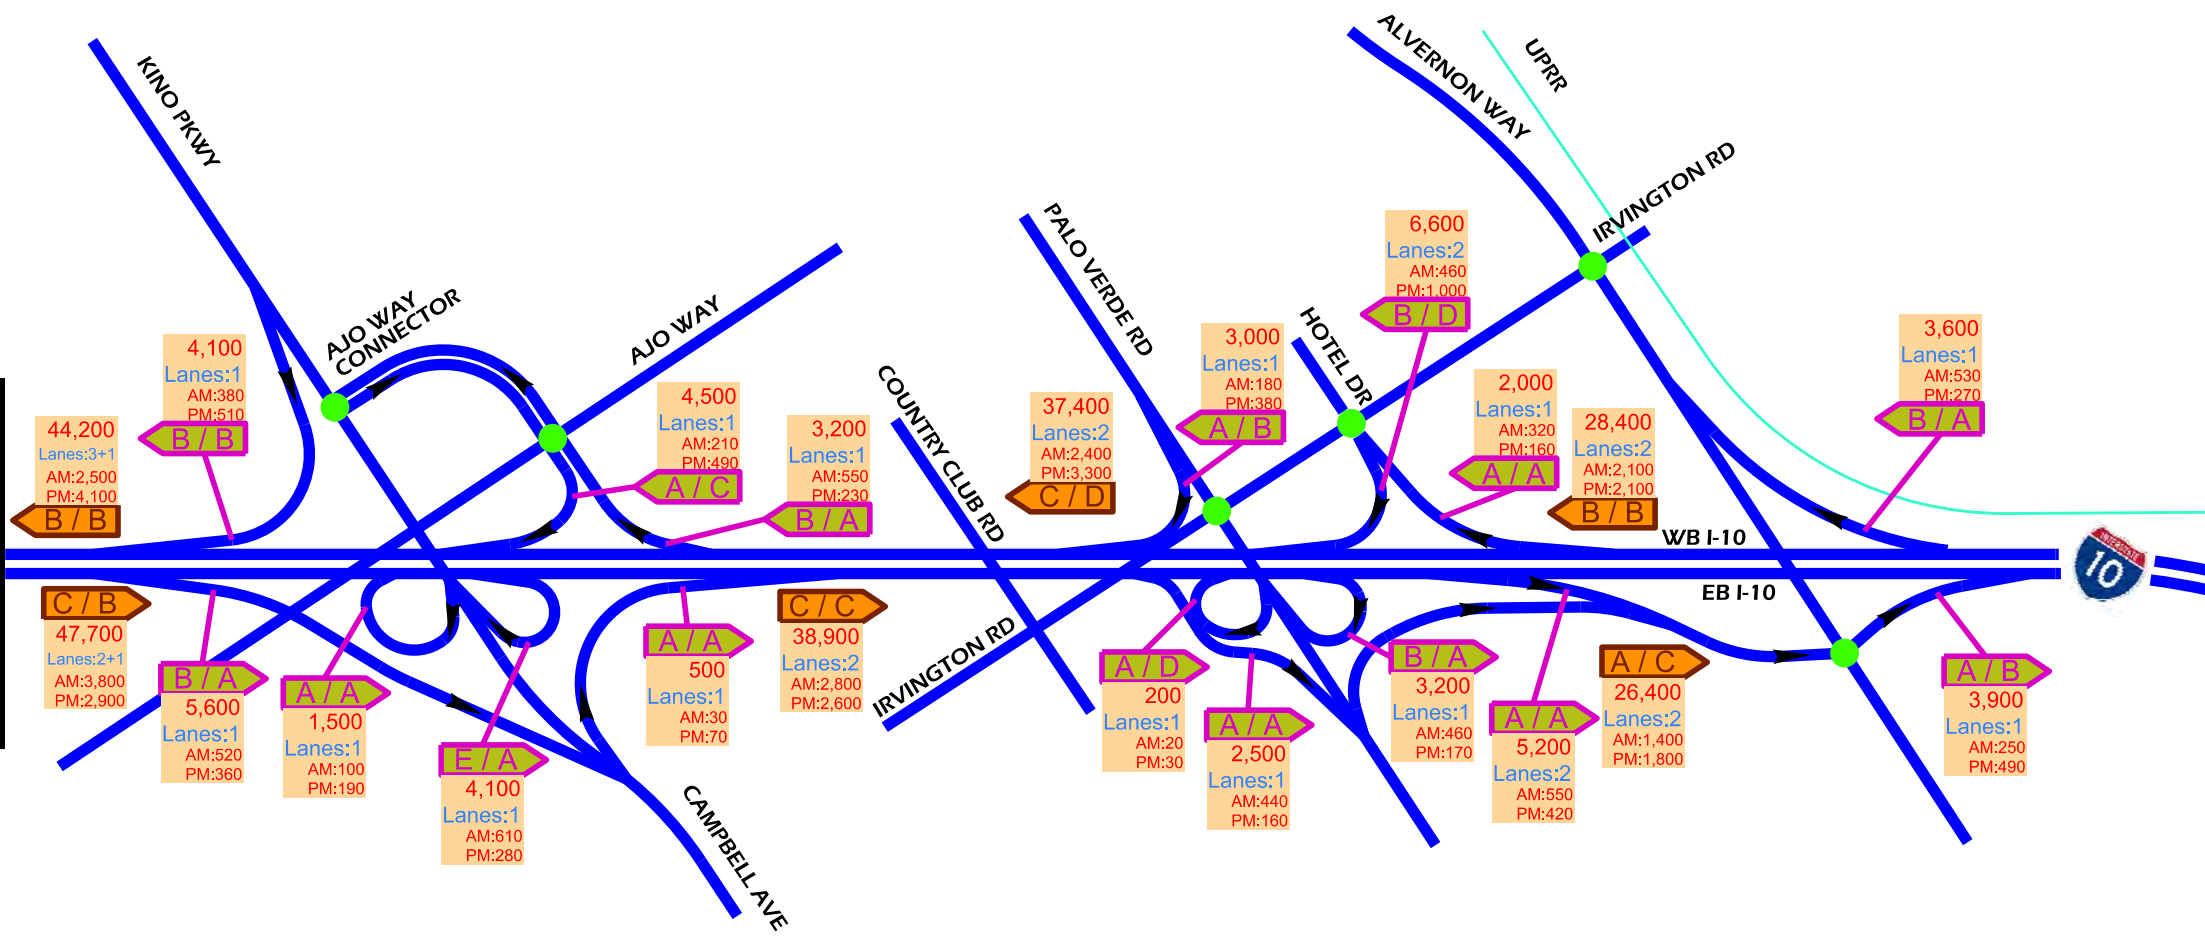 KINO PKWY
AJO WAY
CONNECTOR
AJO WAY
COUNTRY CLUB RD
PALO VERDE RD
HOTEL DR
ALVERNON WAY
UPRR
IRVINGTON RD
IRVINGTON RD
CAMPBELL AVE
WB I-10
EB I-10
INTERSTATE
10
44,200
Lanes:3+1
AM:2,500
PM:4,100
B / B
4,100
Lanes:1
AM:380
PM:510
B / B
4,500
Lanes:1
AM:210
PM:490
A / C
3,200
Lanes:1
AM:550
PM:230
B / A
37,400
Lanes:2
AM:2,400
PM:3,300
C / D
3,000
Lanes:1
AM:180
PM:380
A / B
6,600
Lanes:2
AM:460
PM:1,000
B / D
2,000
Lanes:1
AM:320
PM:160
A / A
28,400
Lanes:2
AM:2,100
PM:2,100
B / B
3,600
Lanes:1
AM:530
PM:270
B / A
C / B
47,700
Lanes:2+1
AM:3,800
PM:2,900
B / A
5,600
Lanes:1
AM:520
PM:360
A / A
1,500
Lanes:1
AM:100
PM:190
E / A
4,100
Lanes:1
AM:610
PM:280
A / A
500
Lanes:1
AM:30
PM:70
C / C
38,900
Lanes:2
AM:2,800
PM:2,600
A / D
200
Lanes:1
AM:20
PM:30
A / A
2,500
Lanes:1
AM:440
PM:160
B / A
3,200
Lanes:1
AM:460
PM:170
A / A
5,200
Lanes:2
AM:550
PM:420
A / C
26,400
Lanes:2
AM:1,400
PM:1,800
A / B
3,900
Lanes:1
AM:250
PM:490